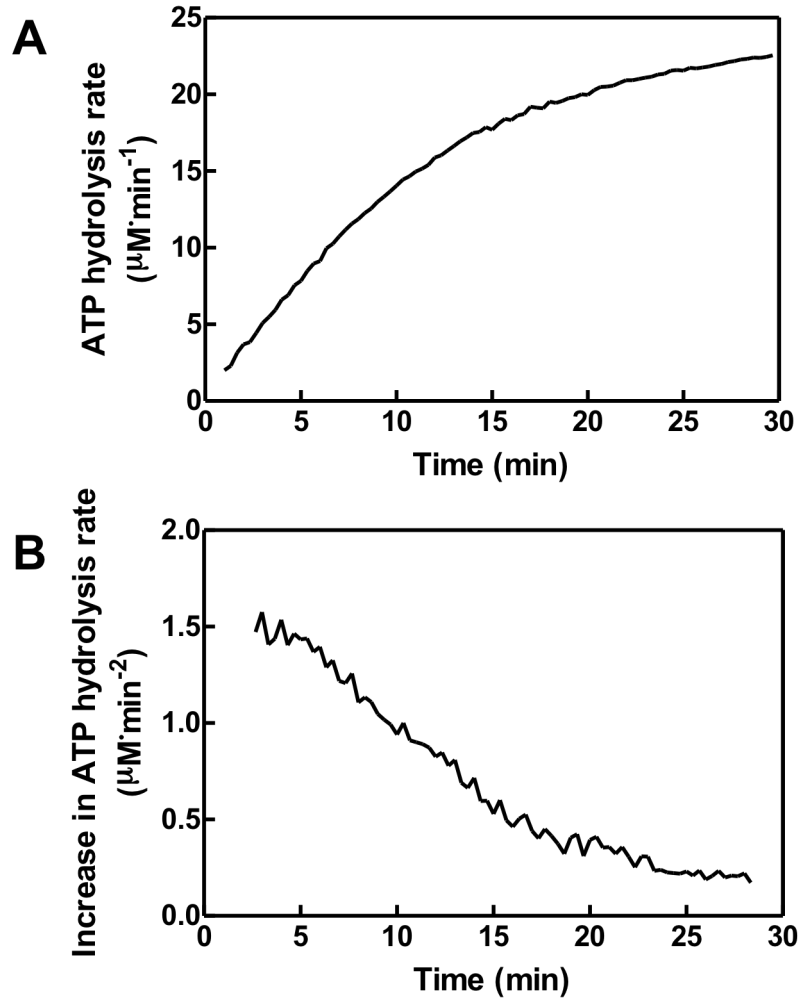 A
ATP hydrolysis rate
(μM·min-1)
25
20
15
10
5
0
0 5 10 15 20 25 30
Time (min)
B
Increase in ATP hydrolysis rate
(μM·min-2)
2.0
1.5
1.0
0.5
0.0
0 5 10 15 20 25 30
Time (min)